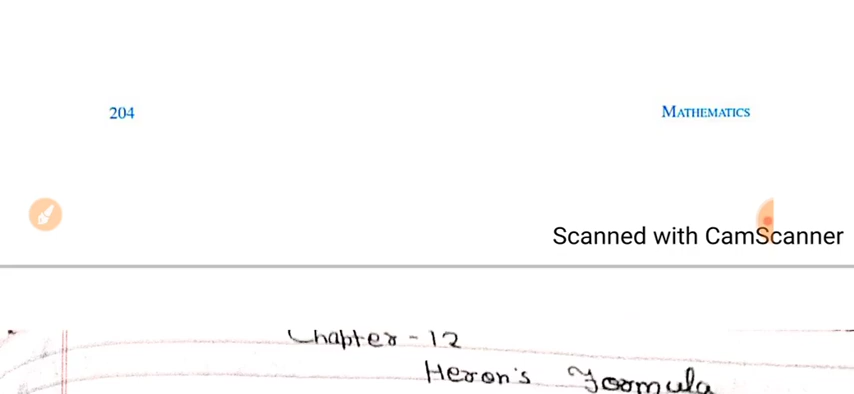 204 MATHEMATICS
Scanned with CamScanner
Chapter - 12
Heron's Formula